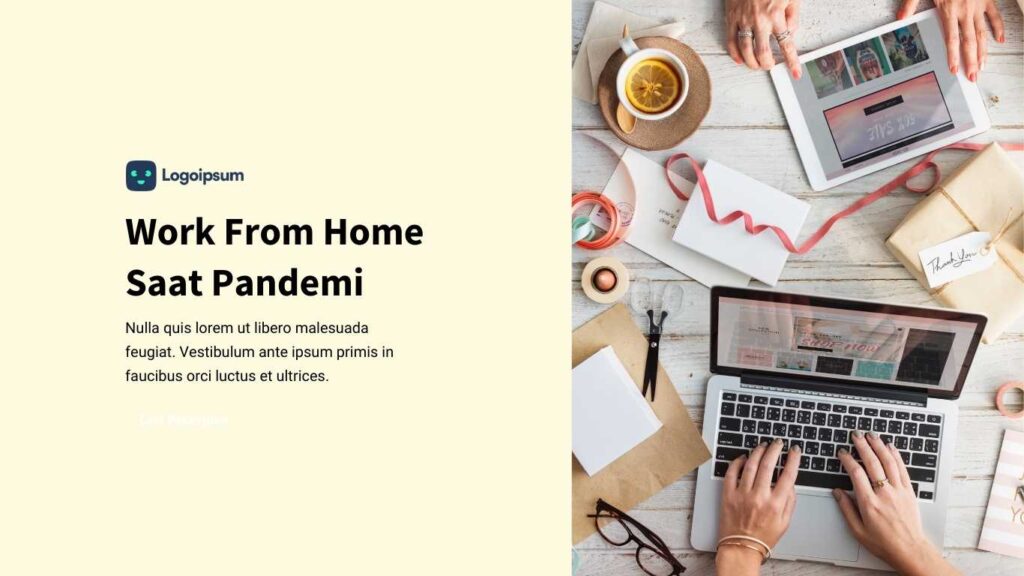 Logoipsum
Work From Home
Saat Pandemi
Nulla quis lorem ut libero malesuada
feugiat. Vestibulum ante ipsum primis in
faucibus orci luctus et ultrices.
Thank You
SALE